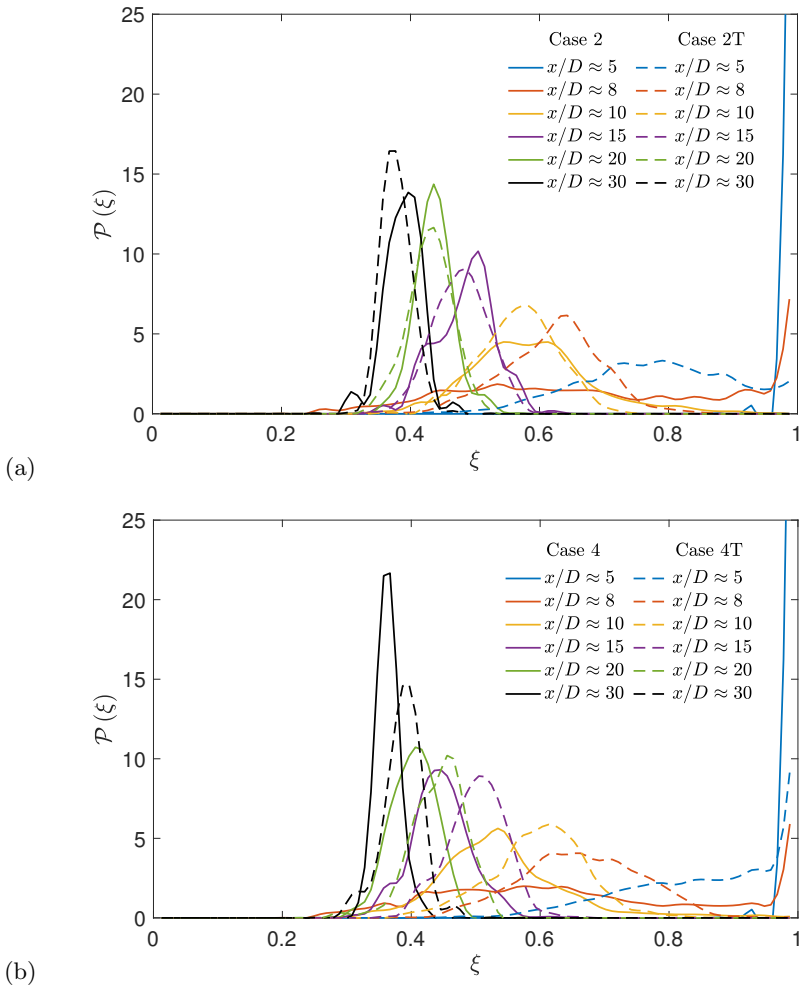 25
20
15
10
5
0
𝒫 (ξ)
Case 2 Case 2T
x/D ≈ 5 x/D ≈ 5
x/D ≈ 8 x/D ≈ 8
x/D ≈ 10 x/D ≈ 10
x/D ≈ 15 x/D ≈ 15
x/D ≈ 20 x/D ≈ 20
x/D ≈ 30 x/D ≈ 30
0 0.2 0.4 0.6 0.8 1
ξ
(a)
25
20
15
10
5
0
𝒫 (ξ)
Case 4 Case 4T
x/D ≈ 5 x/D ≈ 5
x/D ≈ 8 x/D ≈ 8
x/D ≈ 10 x/D ≈ 10
x/D ≈ 15 x/D ≈ 15
x/D ≈ 20 x/D ≈ 20
x/D ≈ 30 x/D ≈ 30
0 0.2 0.4 0.6 0.8 1
ξ
(b)